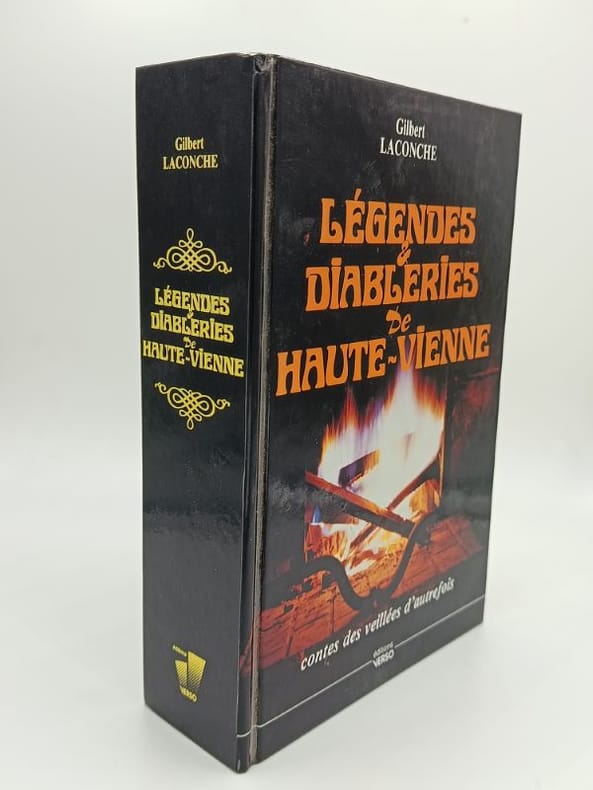 Gilbert
LACONCHE
LÉGENDES
&
DIABLERIES
De
HAUTE-VIENNE
éditions
VERSO
Gilbert
LACONCHE
LÉGENDES
&
DIABLERIES
De
HAUTE-VIENNE
contes des veillées d'autrefois
éditions
VERSO